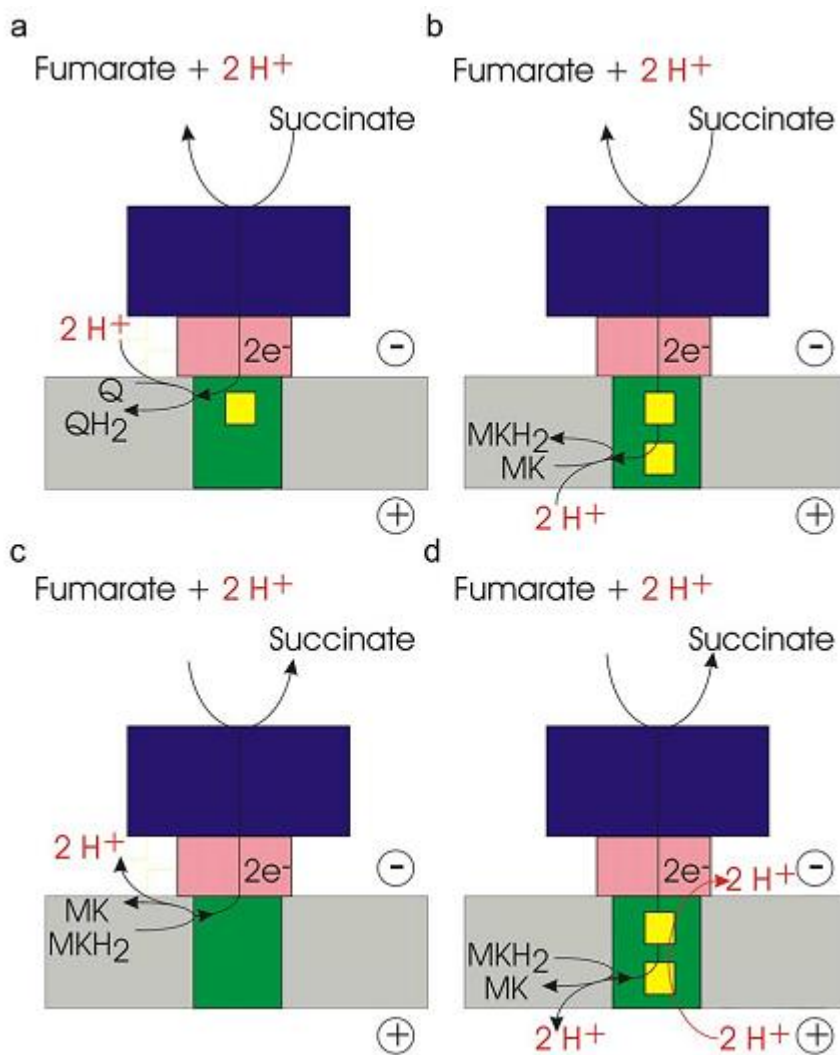 a
Fumarate + 2 H+
Succinate
2 H+
2e-
-
Q
QH2
+
b
Fumarate + 2 H+
Succinate
2e-
-
MKH2
MK
2 H+
+
c
Fumarate + 2 H+
Succinate
2 H+
2e-
-
MK
MKH2
+
d
Fumarate + 2 H+
Succinate
2e-
-
2 H+
MKH2
MK
2 H+
2 H+
+